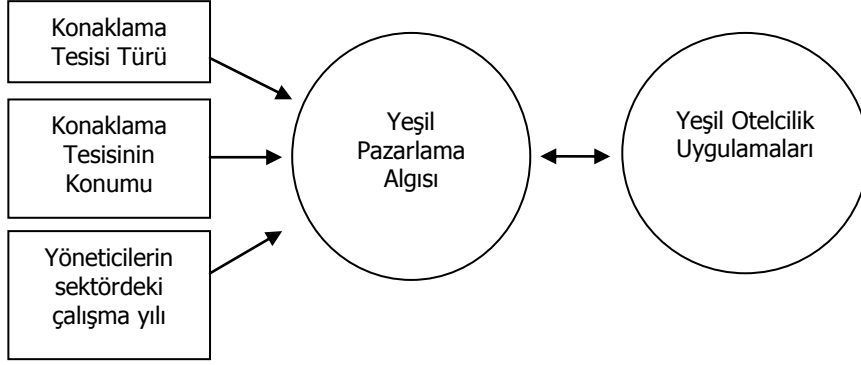 Konaklama
Tesisi Türü
Konaklama
Tesisinin
Konumu
Yöneticilerin
sektördeki
çalışma yılı
Yeşil
Pazarlama
Algısı
Yeşil Otelcilik
Uygulamaları